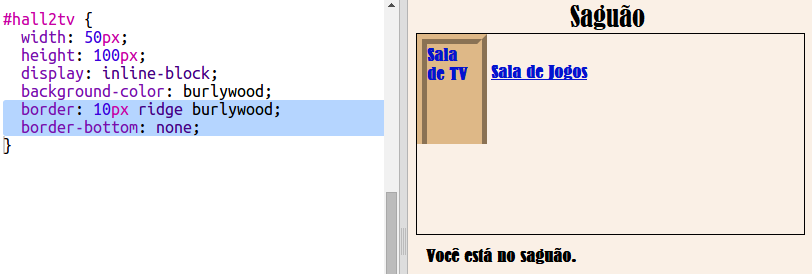 #hall2tv {
width: 50px;
height: 100px;
display: inline-block;
background-color: burlywood;
border: 10px ridge burlywood;
border-bottom: none;
}
Saguão
Sala
de TV
Sala de Jogos
Você está no saguão.